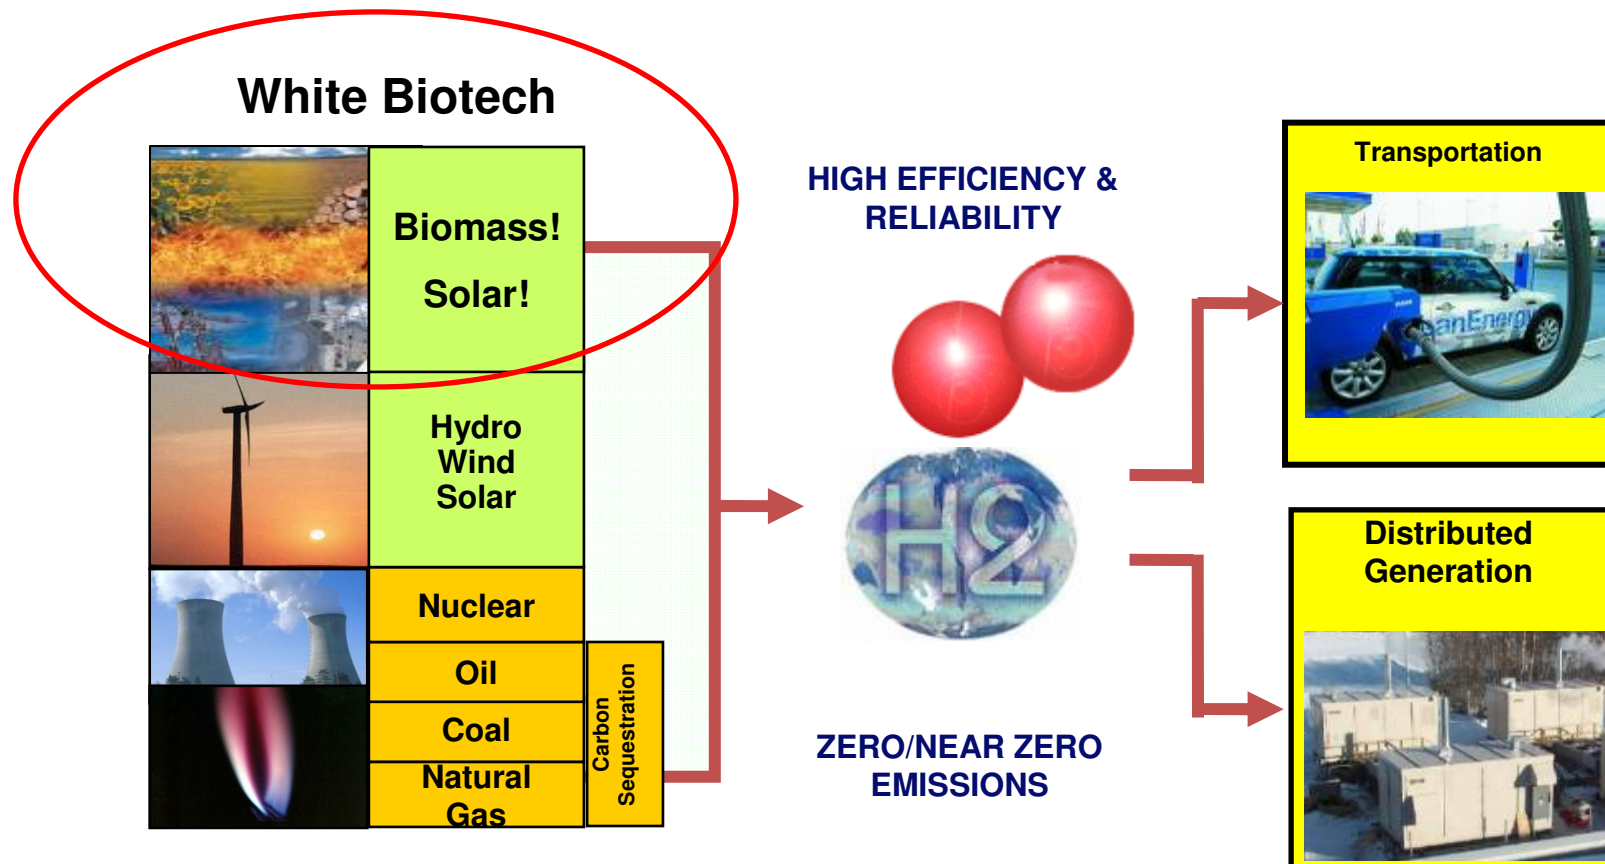 White Biotech
Biomass!
Solar!
Hydro
Wind
Solar
Nuclear
Oil
Coal
Natural
Gas
Carbon
Sequestration
HIGH EFFICIENCY &
RELIABILITY
H2
ZERO/NEAR ZERO
EMISSIONS
Transportation
anEnergi
Distributed
Generation